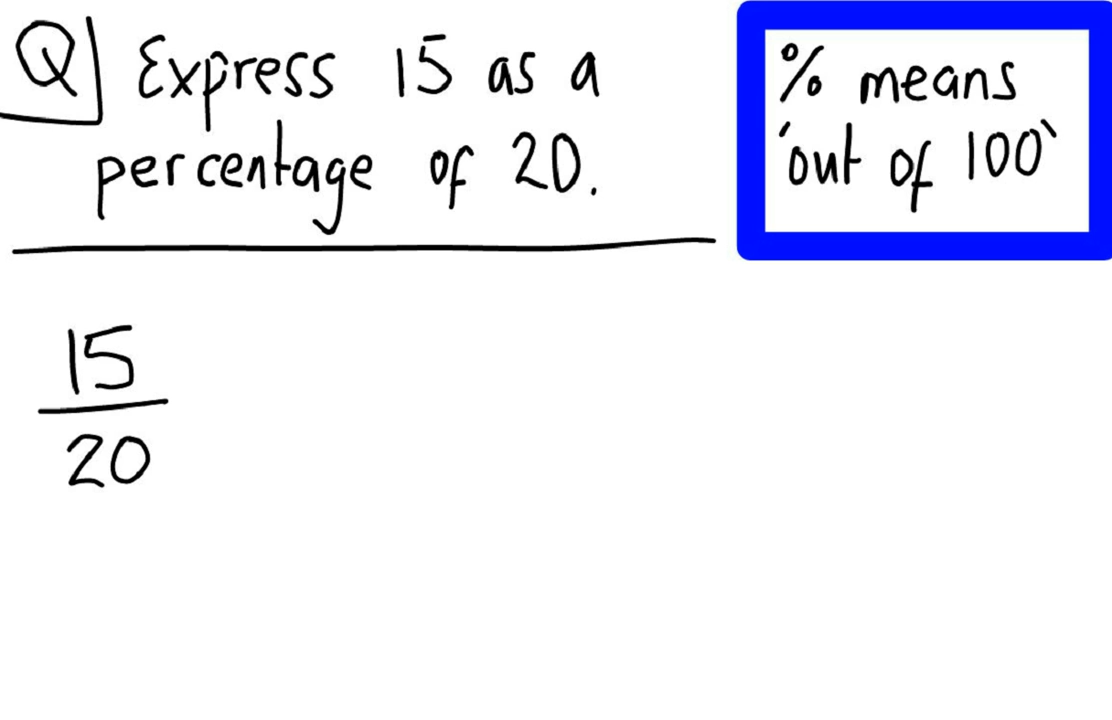 Q Express 15 as a
percentage of 20.
% means
'out of 100`
15
20